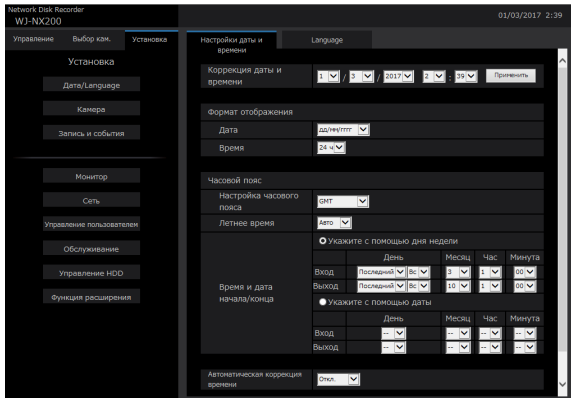 Network Disk Recorder
WJ-NX200
01/03/2017 2:39
Управление Выбор кам. Установка
Установка
Дата/Language
Камера
Запись и события
Монитор
Сеть
Управление пользователем
Обслуживание
Управление HDD
Функция расширения
Настройки даты и
времени
Language
Коррекция даты и
времени
1 / 3 / 2017 2 : 39 Применить
Формат отображения
Дата дд/мм/гггг
Время 24 ч
Часовой пояс
Настройка часового
пояса
GMT
Летнее время Авто
Время и дата
начала/конца
Укажите с помощью дня недели
День Месяц Час Минута
Вход Последний Вс 3 1 00
Выход Последний Вс 10 1 00
Укажите с помощью даты
День Месяц Час Минута
Вход -- -- -- --
Выход -- -- -- --
Автоматическая коррекция
времени
Откл.